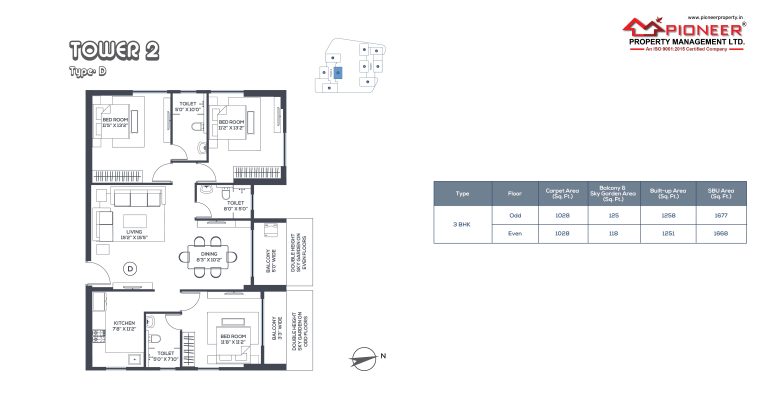 www.pioneerproperty.in
PIONEER®
PROPERTY MANAGEMENT LTD.
An ISO 9001:2015 Certified Company
TOWER 2
Type- D
BED ROOM
11'5" X 13'2"
TOILET
5'0" X 10'0"
BED ROOM
11'2" X 13'2"
TOILET
8'0" X 5'0"
LIVING
DINING
8'5" X 10'2"
D
BALCONY
5'0" WIDE
DOUBLE HEIGHT
SKY GARDEN ON
EVEN FLOORS
KITCHEN
7'8" X 11'2"
TOILET
5'0" X 7'10"
BED ROOM
11'8" X 11'2"
BALCONY
3'3" WIDE
DOUBLE HEIGHT
SKY GARDEN ON
ODD FLOORS
N
Type Floor Carpet Area (Sq. Ft.) Balcony & Sky Garden Area (Sq. Ft.) Built-up Area (Sq. Ft.) SBU Area (Sq. Ft.)
3 BHK Odd 1028 125 1258 1677
Even 1028 118 1251 1668